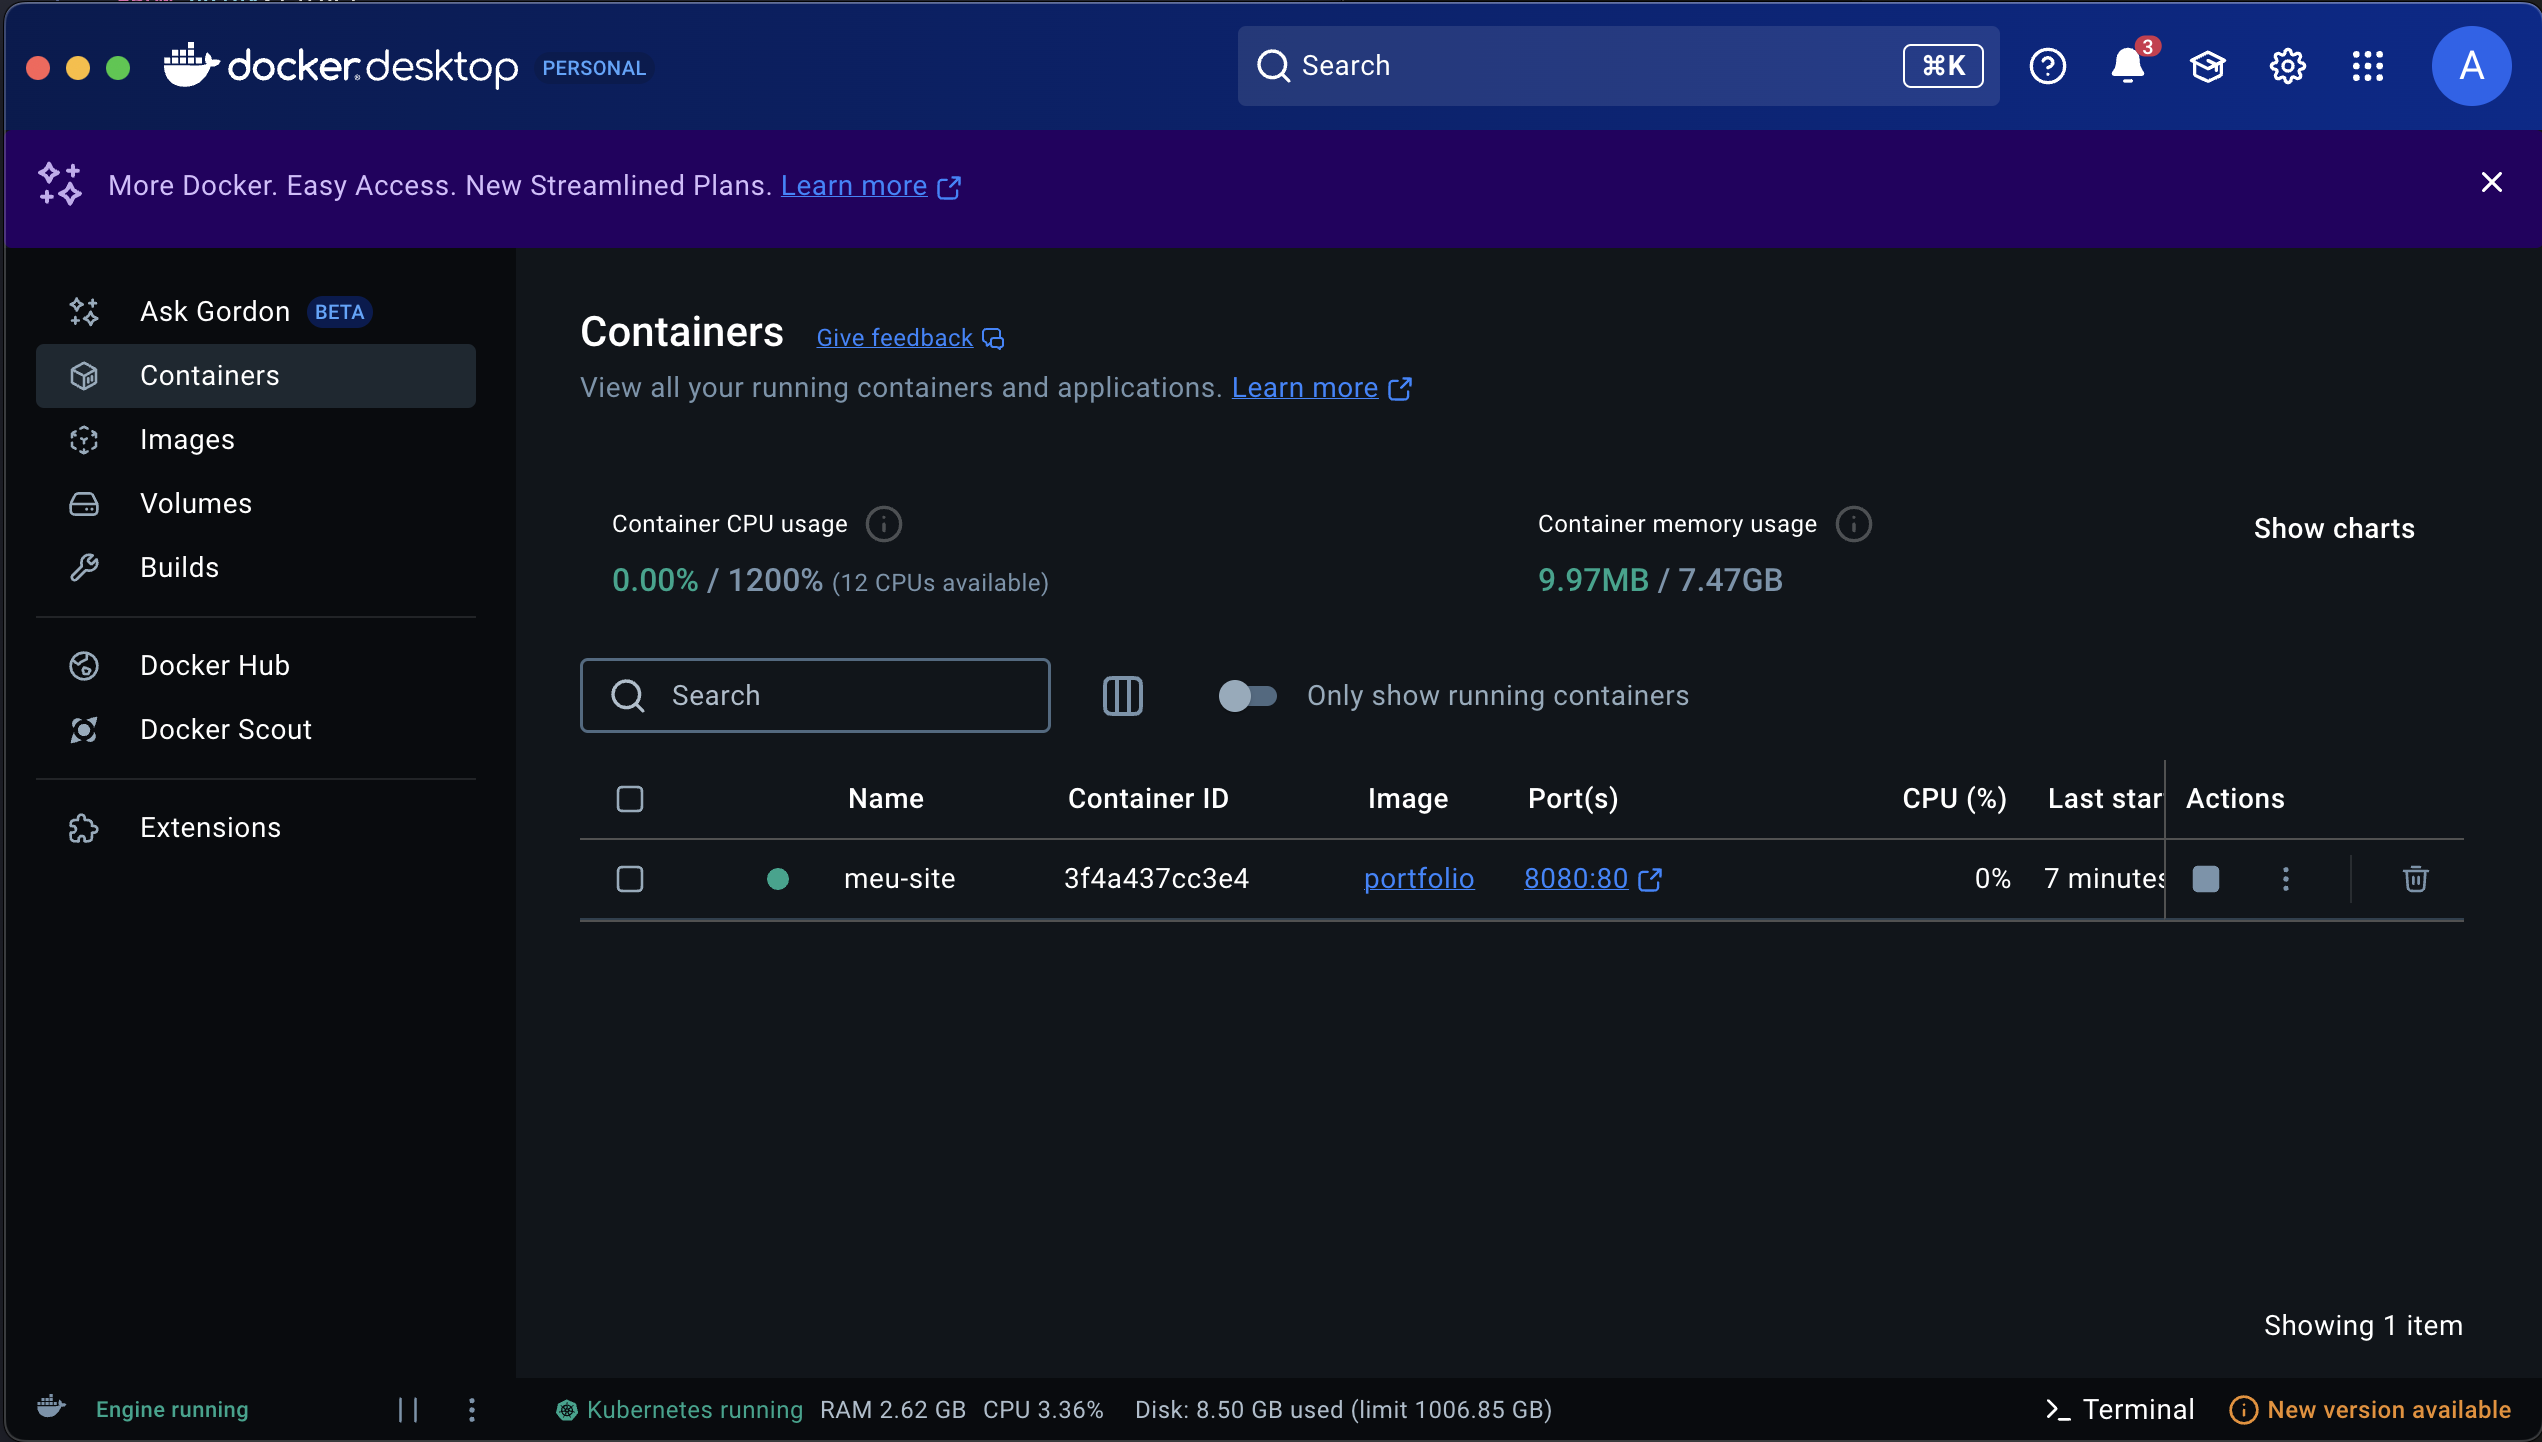 docker desktop PERSONAL
Search ⌘K 3 A
More Docker. Easy Access. New Streamlined Plans. Learn more
Ask Gordon BETA
Containers
Images
Volumes
Builds
Docker Hub
Docker Scout
Extensions
Containers Give feedback
View all your running containers and applications. Learn more
Container CPU usage
0.00% / 1200% (12 CPUs available)
Container memory usage
9.97MB / 7.47GB
Show charts
Search
Only show running containers
Name Container ID Image Port(s) CPU (%) Last star Actions
meu-site 3f4a437cc3e4 portfolio 8080:80 0% 7 minutes
Showing 1 item
Engine running
Kubernetes running RAM 2.62 GB CPU 3.36% Disk: 8.50 GB used (limit 1006.85 GB)
>_ Terminal New version available